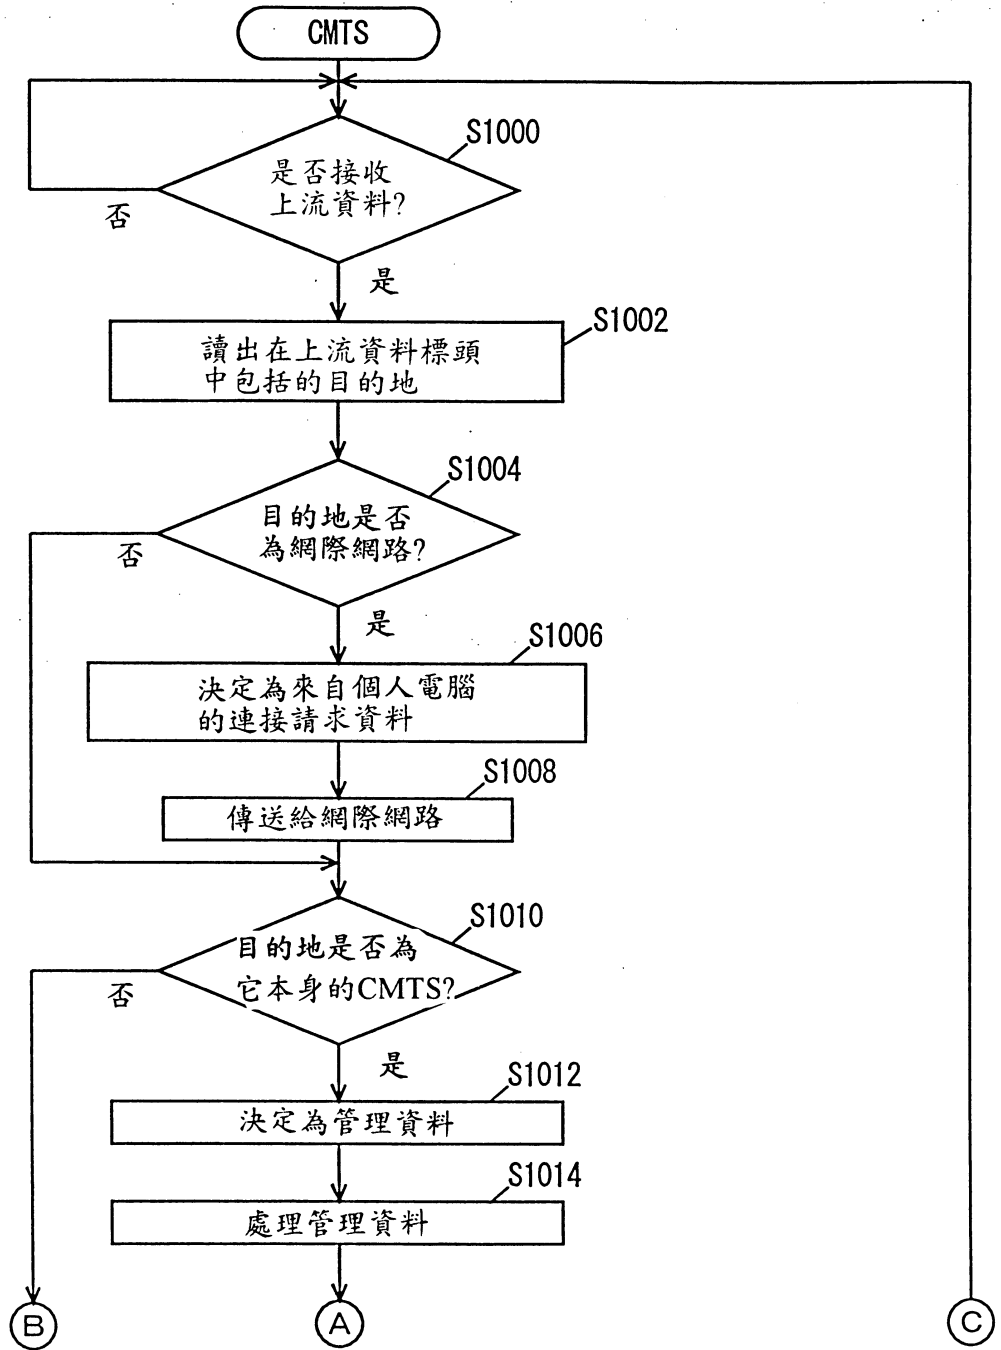 CMTS
S1000
是否接收
上流資料?
否
是
S1002
讀出在上流資料標頭
中包括的目的地
S1004
目的地是否
為網際網路?
否
是
S1006
決定為來自個人電腦
的連接請求資料
S1008
傳送給網際網路
S1010
目的地是否為
它本身的CMTS?
否
是
S1012
決定為管理資料
S1014
處理管理資料
B
A
C